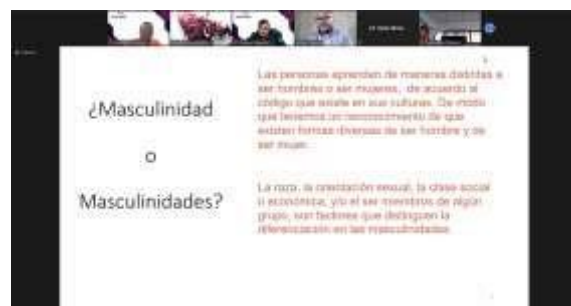 ¿Masculinidad
o
Masculinidades?
Las personas aprenden de maneras distintas a
ser hombres o ser mujeres, de acuerdo al
código que existe en sus culturas. De modo
que tenemos un reconocimiento de que
existen formas diversas de ser hombre y de
ser mujer.
La raza, la orientación sexual, la clase social
o económica, y/o el ser miembros de algún
grupo, son factores que distinguen la
en las masculinidades